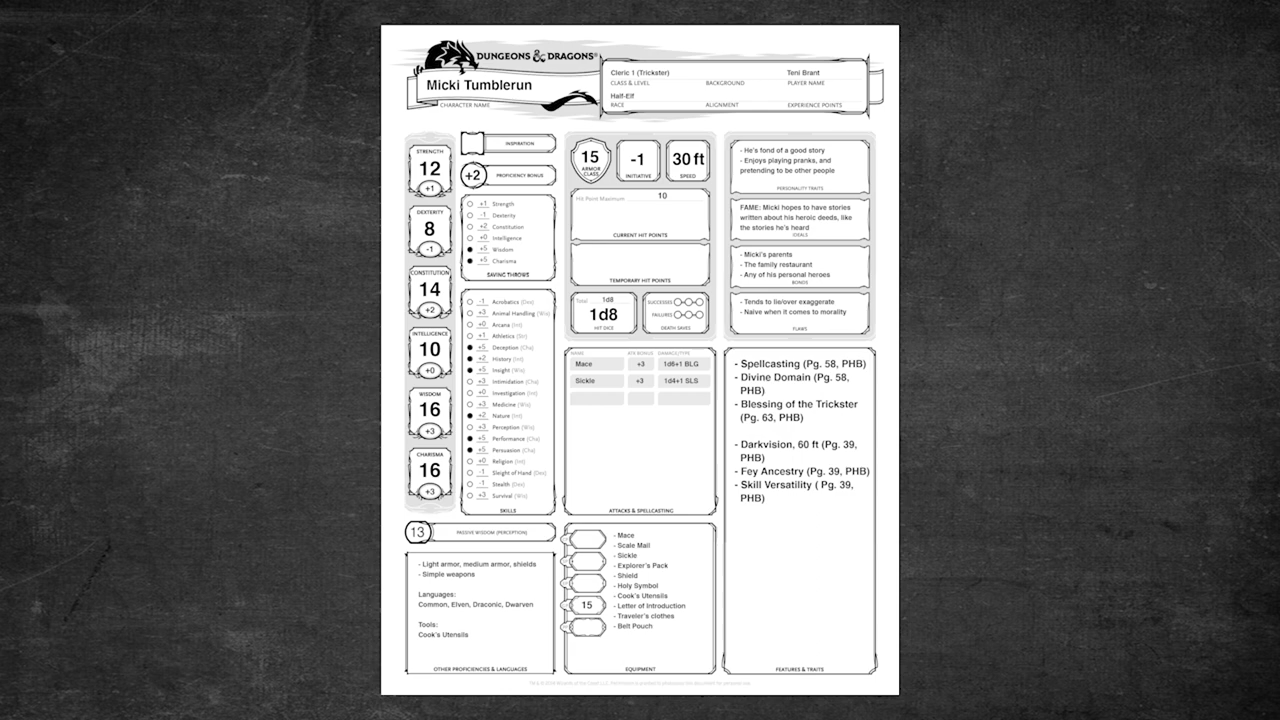 DUNGEONS & DRAGONS®
Micki Tumblerun
CHARACTER NAME
Cleric 1 (Trickster)
Teni Brant
CLASS & LEVEL
BACKGROUND
PLAYER NAME
Half-Elf
RACE
ALIGNMENT
EXPERIENCE POINTS
STRENGTH
12
+1
DEXTERITY
8
-1
CONSTITUTION
14
+2
INTELLIGENCE
10
+0
WISDOM
16
+3
CHARISMA
16
+3
INSPIRATION
+2
PROFICIENCY BONUS
+1 Strength
-1 Dexterity
+2 Constitution
+0 Intelligence
+5 Wisdom
+5 Charisma
SAVING THROWS
-1 Acrobatics (Dex)
+3 Animal Handling (Wis)
+0 Arcana (Int)
+1 Athletics (Str)
+5 Deception (Cha)
+2 History (Int)
+5 Insight (Wis)
+3 Intimidation (Cha)
+0 Investigation (Int)
+3 Medicine (Wis)
+2 Nature (Int)
+3 Perception (Wis)
+5 Performance (Cha)
+5 Persuasion (Cha)
+0 Religion (Int)
-1 Sleight of Hand (Dex)
-1 Stealth (Dex)
+3 Survival (Wis)
SKILLS
13
PASSIVE WISDOM (PERCEPTION)
- Light armor, medium armor, shields
- Simple weapons
Languages:
Common, Elven, Draconic, Dwarven
Tools:
Cook's Utensils
OTHER PROFICIENCIES & LANGUAGES
15
ARMOR
CLASS
-1
INITIATIVE
30 ft
SPEED
Hit Point Maximum 10
CURRENT HIT POINTS
TEMPORARY HIT POINTS
Total 1d8
1d8
HIT DICE
SUCCESSES
FAILURES
DEATH SAVES
NAME ATK BONUS DAMAGE/TYPE
Mace +3 1d6+1 BLG
Sickle +3 1d4+1 SLS
ATTACKS & SPELLCASTING
15
- Mace
- Scale Mail
- Sickle
- Explorer's Pack
- Shield
- Holy Symbol
- Cook's Utensils
- Letter of Introduction
- Traveler's clothes
- Belt Pouch
EQUIPMENT
- He's fond of a good story
- Enjoys playing pranks, and
pretending to be other people
PERSONALITY TRAITS
FAME: Micki hopes to have stories
written about his heroic deeds, like
the stories he's heard
IDEALS
- Micki's parents
- The family restaurant
- Any of his personal heroes
BONDS
- Tends to lie/over exaggerate
- Naive when it comes to morality
FLAWS
- Spellcasting (Pg. 58, PHB)
- Divine Domain (Pg. 58,
PHB)
- Blessing of the Trickster
(Pg. 63, PHB)
- Darkvision, 60 ft (Pg. 39,
PHB)
- Fey Ancestry (Pg. 39, PHB)
- Skill Versatility ( Pg. 39,
PHB)
FEATURES & TRAITS